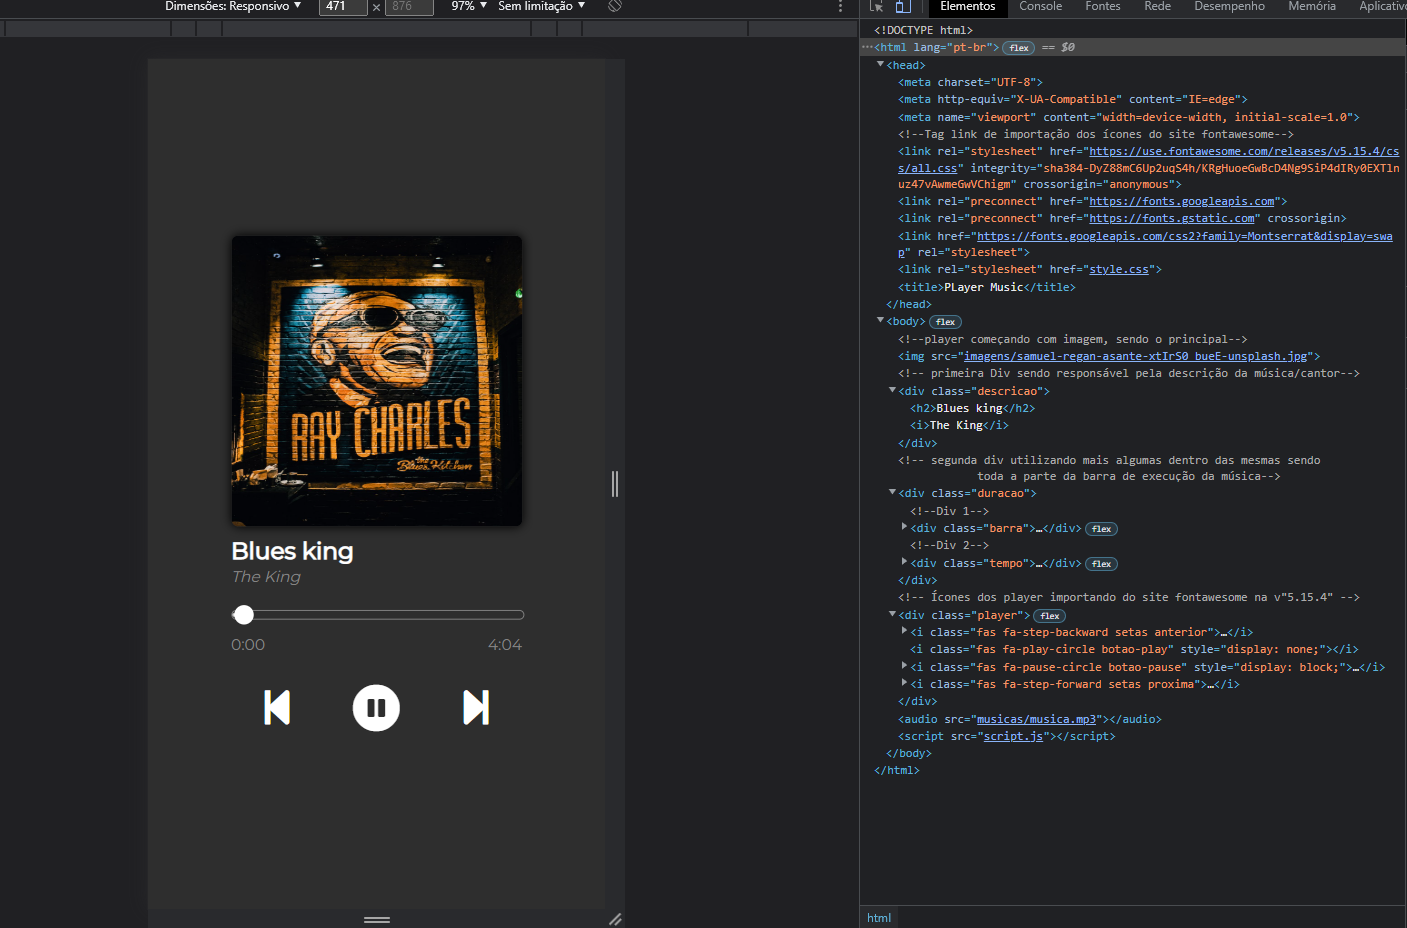 Dimensões: Responsivo ▼ 471 × 876 97% ▼ Sem limitação ▼
Elementos Console Fontes Rede Desempenho Memória Aplicativo
<!DOCTYPE html>
···<html lang="pt-br"> flex == $0
<head>
<meta charset="UTF-8">
<meta http-equiv="X-UA-Compatible" content="IE=edge">
<meta name="viewport" content="width=device-width, initial-scale=1.0">
<!--Tag link de importação dos ícones do site fontawesome-->
<link rel="stylesheet" href="https://use.fontawesome.com/releases/v5.15.4/cs
s/all.css" integrity="sha384-DyZ88mC6Up2uqS4h/KRgHuoeGwBcD4Ng9SiP4dIRy0EXTln
uz47vAwmeGwVChigm" crossorigin="anonymous">
<link rel="preconnect" href="https://fonts.googleapis.com">
<link rel="preconnect" href="https://fonts.gstatic.com" crossorigin>
<link href="https://fonts.googleapis.com/css2?family=Montserrat&display=swa
p" rel="stylesheet">
<link rel="stylesheet" href="style.css">
<title>PLayer Music</title>
</head>
<body> flex
<!--player começando com imagem, sendo o principal-->
<img src="imagens/samuel-regan-asante-xtIrS0_bueE-unsplash.jpg">
<!-- primeira Div sendo responsável pela descrição da música/cantor-->
<div class="descricao">
<h2>Blues king</h2>
<i>The King</i>
</div>
<!-- segunda div utilizando mais algumas dentro das mesmas sendo
toda a parte da barra de execução da música-->
<div class="duracao">
<!--Div 1-->
<div class="barra">…</div> flex
<!--Div 2-->
<div class="tempo">…</div> flex
</div>
<!-- Ícones dos player importando do site fontawesome na v"5.15.4" -->
<div class="player"> flex
<i class="fas fa-step-backward setas anterior">…</i>
<i class="fas fa-play-circle botao-play" style="display: none;"></i>
<i class="fas fa-pause-circle botao-pause" style="display: block;">…</i>
<i class="fas fa-step-forward setas proxima">…</i>
</div>
<audio src="musicas/musica.mp3"></audio>
<script src="script.js"></script>
</body>
</html>
html
RAY CHARLES
the
Blues Kitchen
Blues king
The King
0:00 4:04